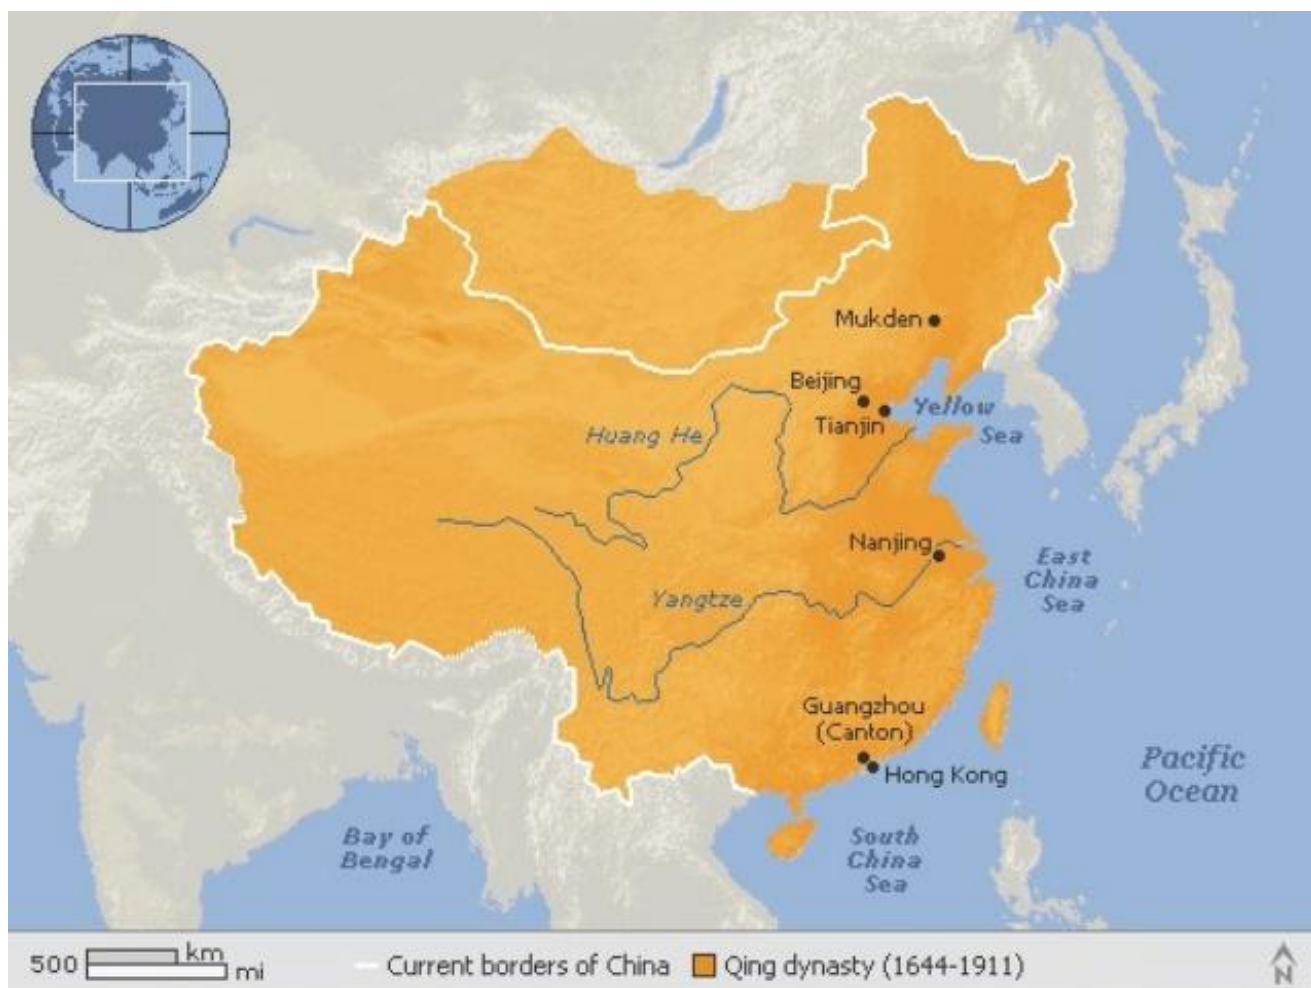 Mukden
Beijing
Tianjin
Yellow
Sea
Huang He
Nanjing
East
China
Sea
Yangtze
Guangzhou
(Canton)
Hong Kong
Pacific
Ocean
Bay of
Bengal
South
China
Sea
500 km
mi
Current borders of China
Qing dynasty (1644-1911)
N